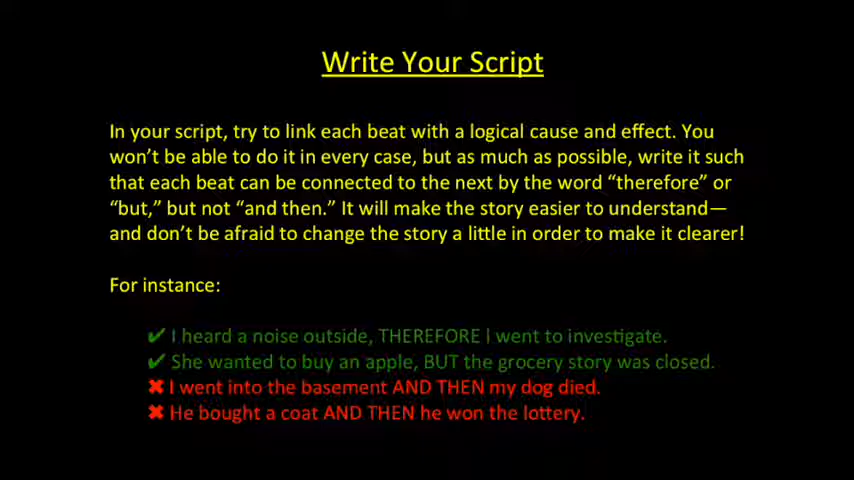 Write Your Script
In your script, try to link each beat with a logical cause and effect. You
won’t be able to do it in every case, but as much as possible, write it such
that each beat can be connected to the next by the word “therefore” or
“but,” but not “and then.” It will make the story easier to understand—
and don’t be afraid to change the story a little in order to make it clearer!
For instance:
✔ I heard a noise outside, THEREFORE I went to investigate.
✔ She wanted to buy an apple, BUT the grocery story was closed.
✖ I went into the basement AND THEN my dog died.
✖ He bought a coat AND THEN he won the lottery.